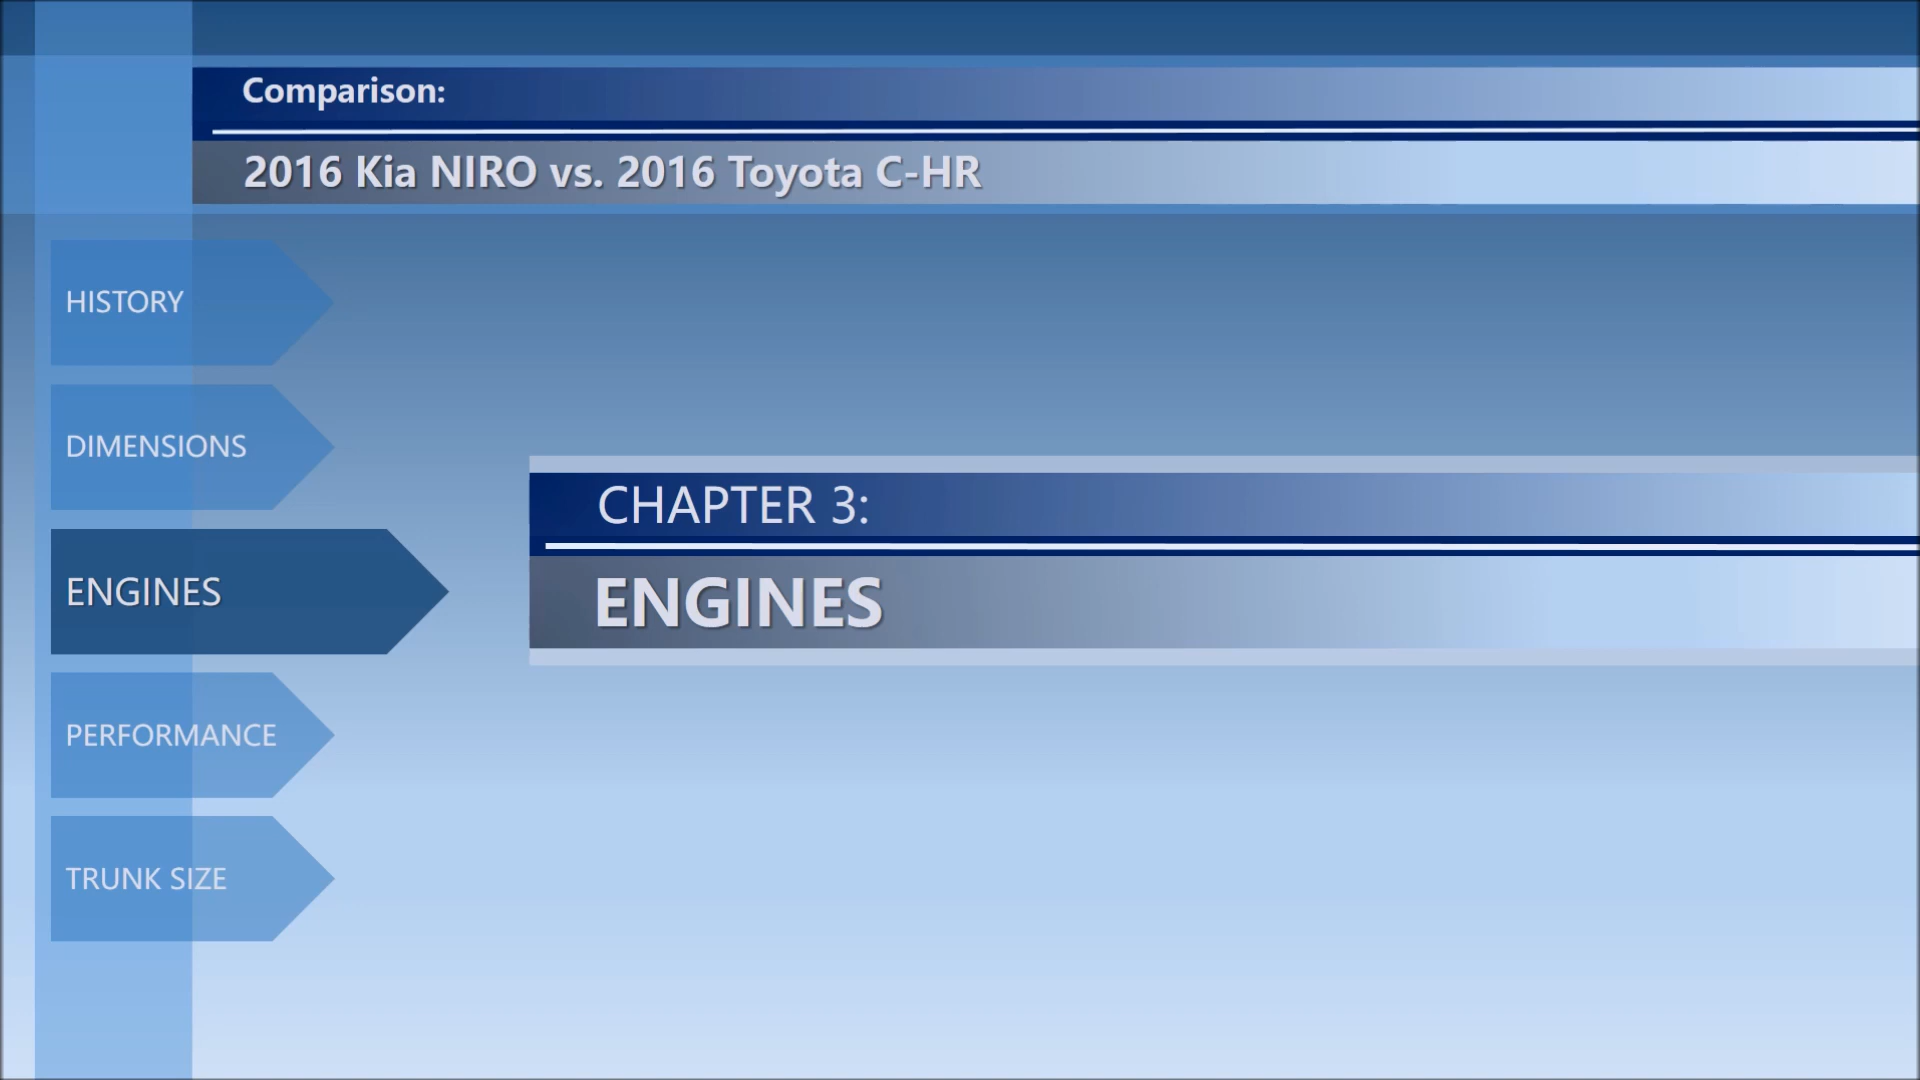 Comparison:
2016 Kia NIRO vs. 2016 Toyota C-HR
HISTORY
DIMENSIONS
ENGINES
PERFORMANCE
TRUNK SIZE
CHAPTER 3:
ENGINES